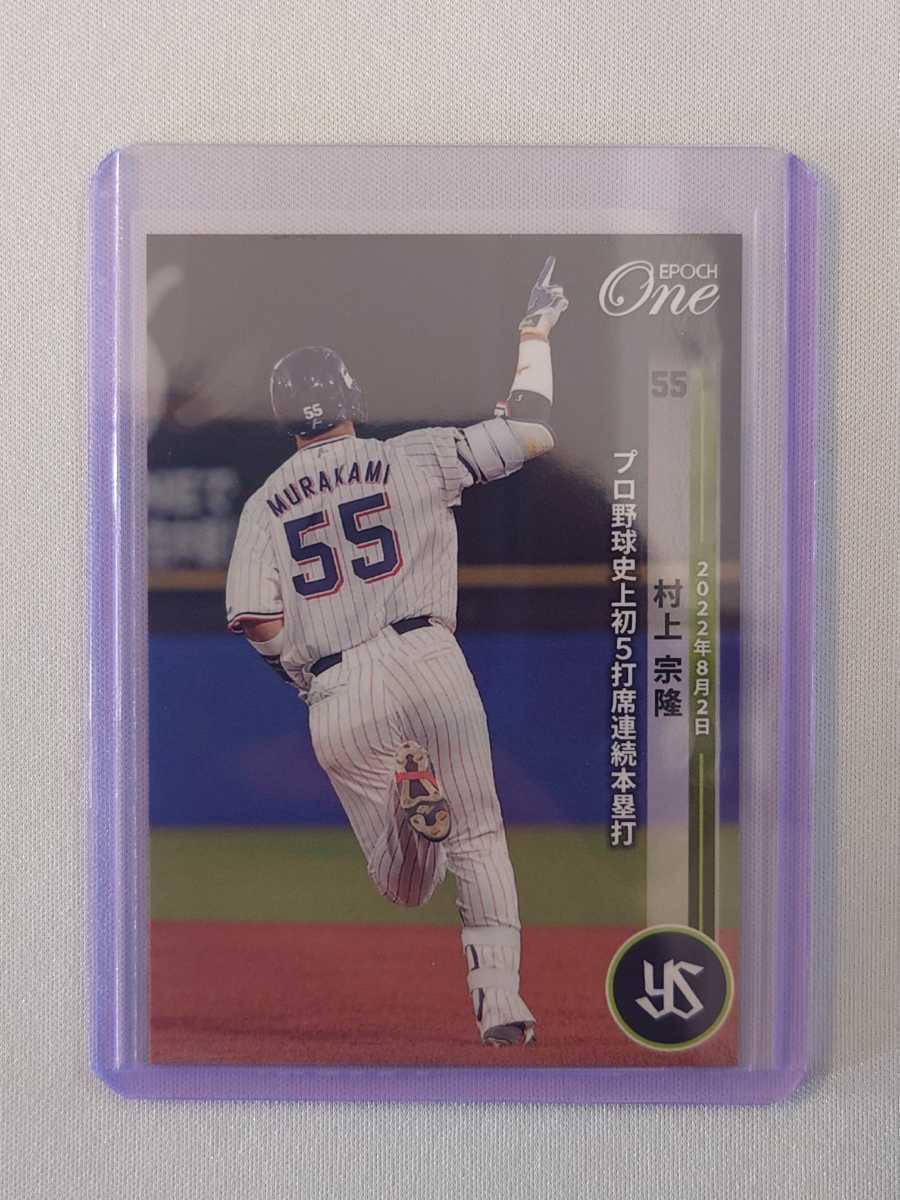 EPOCH
One
55
プロ野球史上初5打席連続本塁打
村上 宗隆
2022年8月2日
55
MURAKAMI
55
YS